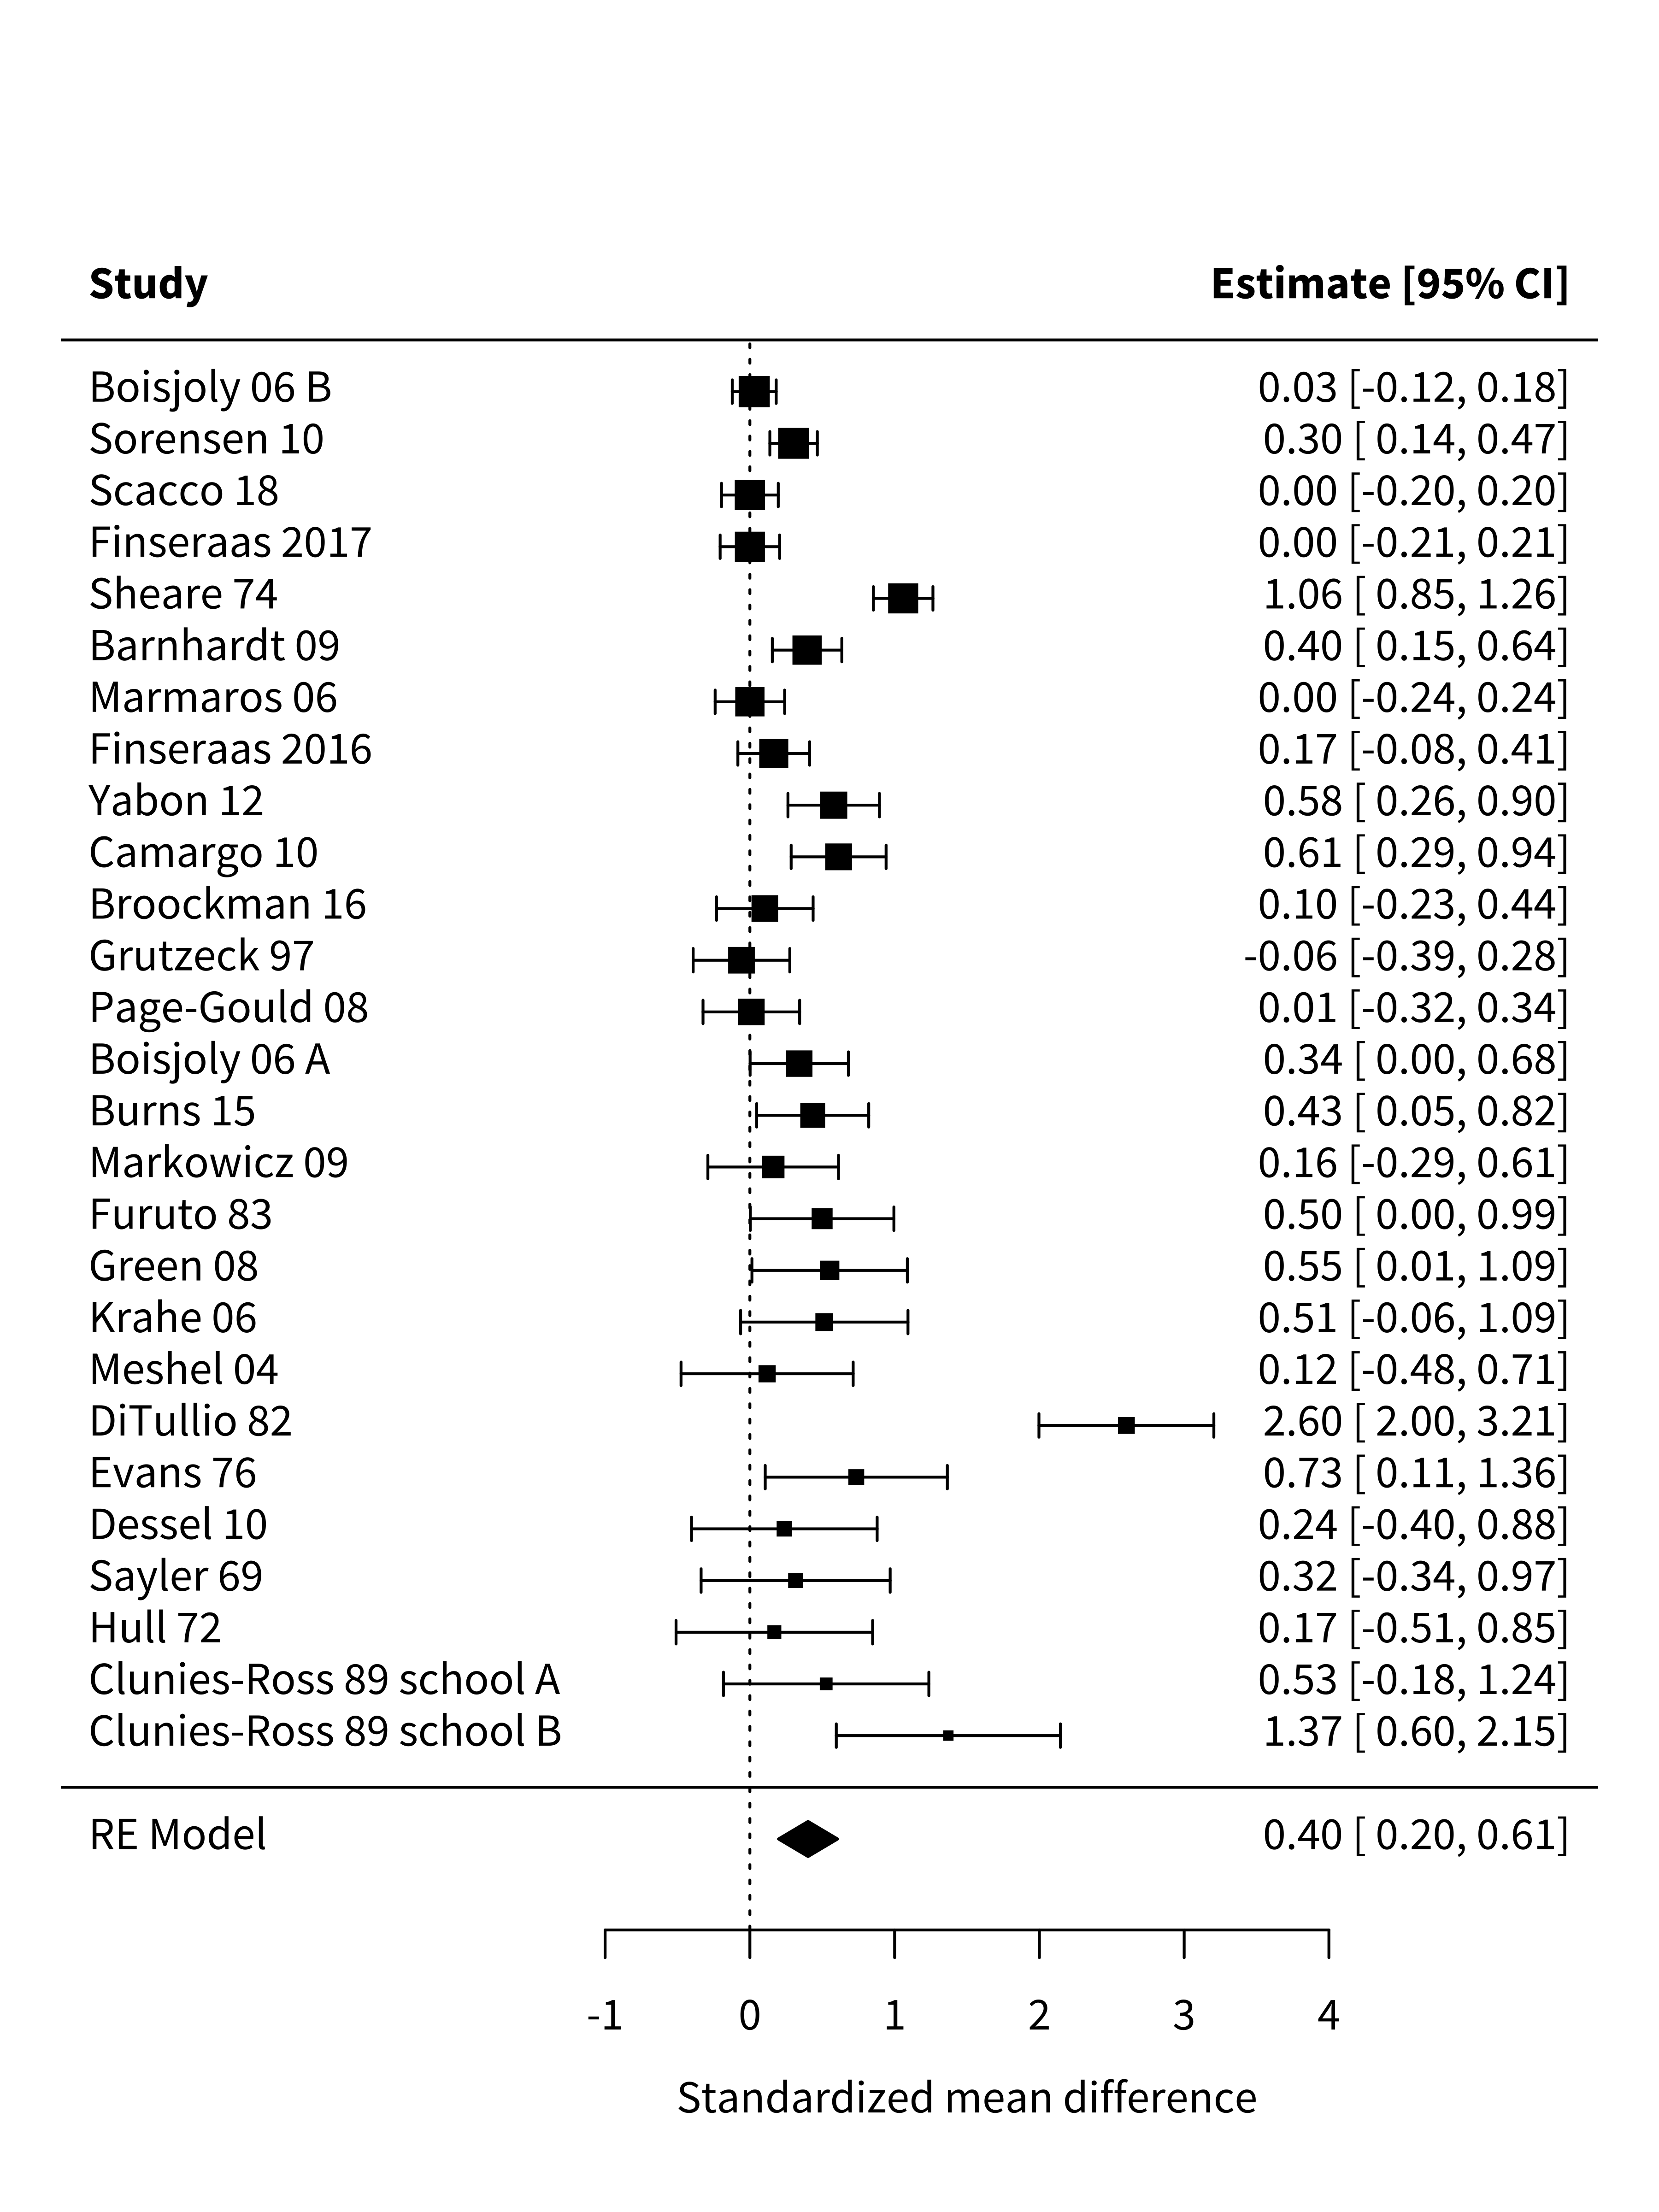 Study Estimate [95% CI]
Boisjoly 06 B 0.03 [-0.12, 0.18]
Sorensen 10 0.30 [ 0.14, 0.47]
Scacco 18 0.00 [-0.20, 0.20]
Finseraas 2017 0.00 [-0.21, 0.21]
Sheare 74 1.06 [ 0.85, 1.26]
Barnhardt 09 0.40 [ 0.15, 0.64]
Marmaros 06 0.00 [-0.24, 0.24]
Finseraas 2016 0.17 [-0.08, 0.41]
Yabon 12 0.58 [ 0.26, 0.90]
Camargo 10 0.61 [ 0.29, 0.94]
Broockman 16 0.10 [-0.23, 0.44]
Grutzeck 97 -0.06 [-0.39, 0.28]
Page-Gould 08 0.01 [-0.32, 0.34]
Boisjoly 06 A 0.34 [ 0.00, 0.68]
Burns 15 0.43 [ 0.05, 0.82]
Markowicz 09 0.16 [-0.29, 0.61]
Furuto 83 0.50 [ 0.00, 0.99]
Green 08 0.55 [ 0.01, 1.09]
Krahe 06 0.51 [-0.06, 1.09]
Meshel 04 0.12 [-0.48, 0.71]
DiTullio 82 2.60 [ 2.00, 3.21]
Evans 76 0.73 [ 0.11, 1.36]
Dessel 10 0.24 [-0.40, 0.88]
Sayler 69 0.32 [-0.34, 0.97]
Hull 72 0.17 [-0.51, 0.85]
Clunies-Ross 89 school A 0.53 [-0.18, 1.24]
Clunies-Ross 89 school B 1.37 [ 0.60, 2.15]
RE Model 0.40 [ 0.20, 0.61]
-1 0 1 2 3 4
Standardized mean difference